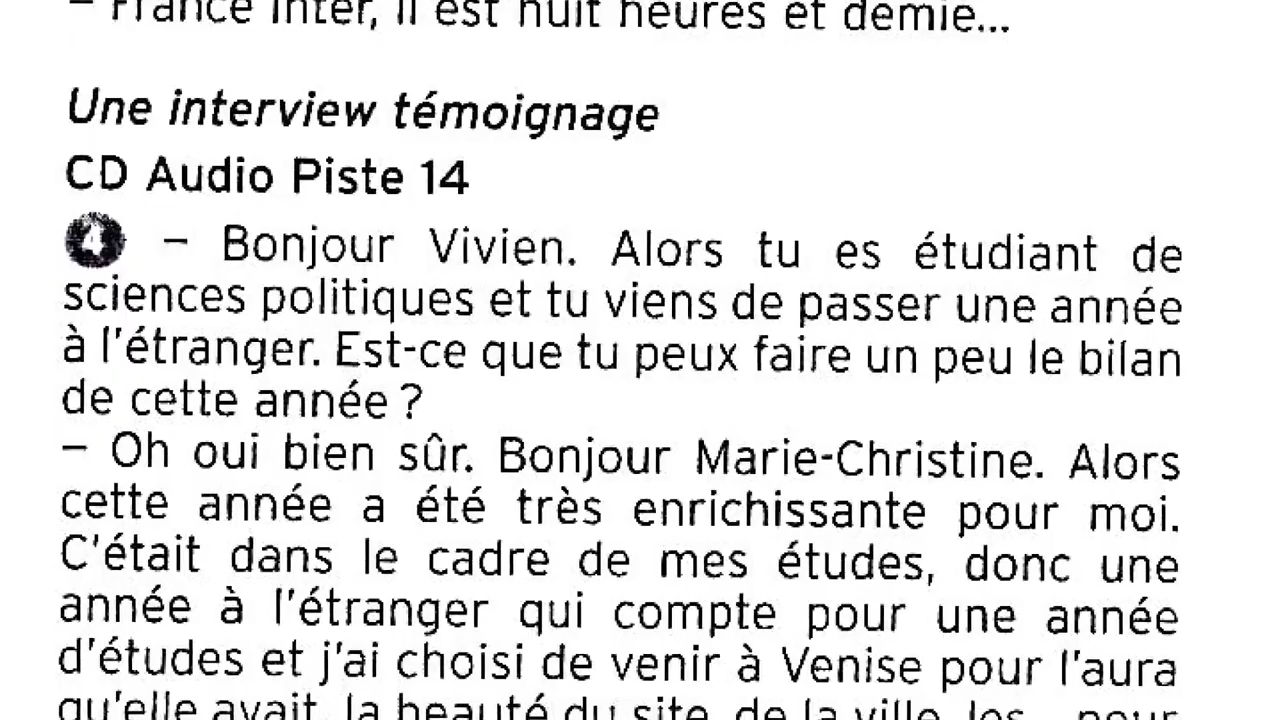 – France Inter, il est huit heures et demie...
Une interview témoignage
CD Audio Piste 14
4 – Bonjour Vivien. Alors tu es étudiant de
sciences politiques et tu viens de passer une année
à l'étranger. Est-ce que tu peux faire un peu le bilan
de cette année ?
– Oh oui bien sûr. Bonjour Marie-Christine. Alors
cette année a été très enrichissante pour moi.
C'était dans le cadre de mes études, donc une
année à l'étranger qui compte pour une année
d'études et j'ai choisi de venir à Venise pour l'aura
qu'elle avait, la beauté du site, de la ville, les... pour